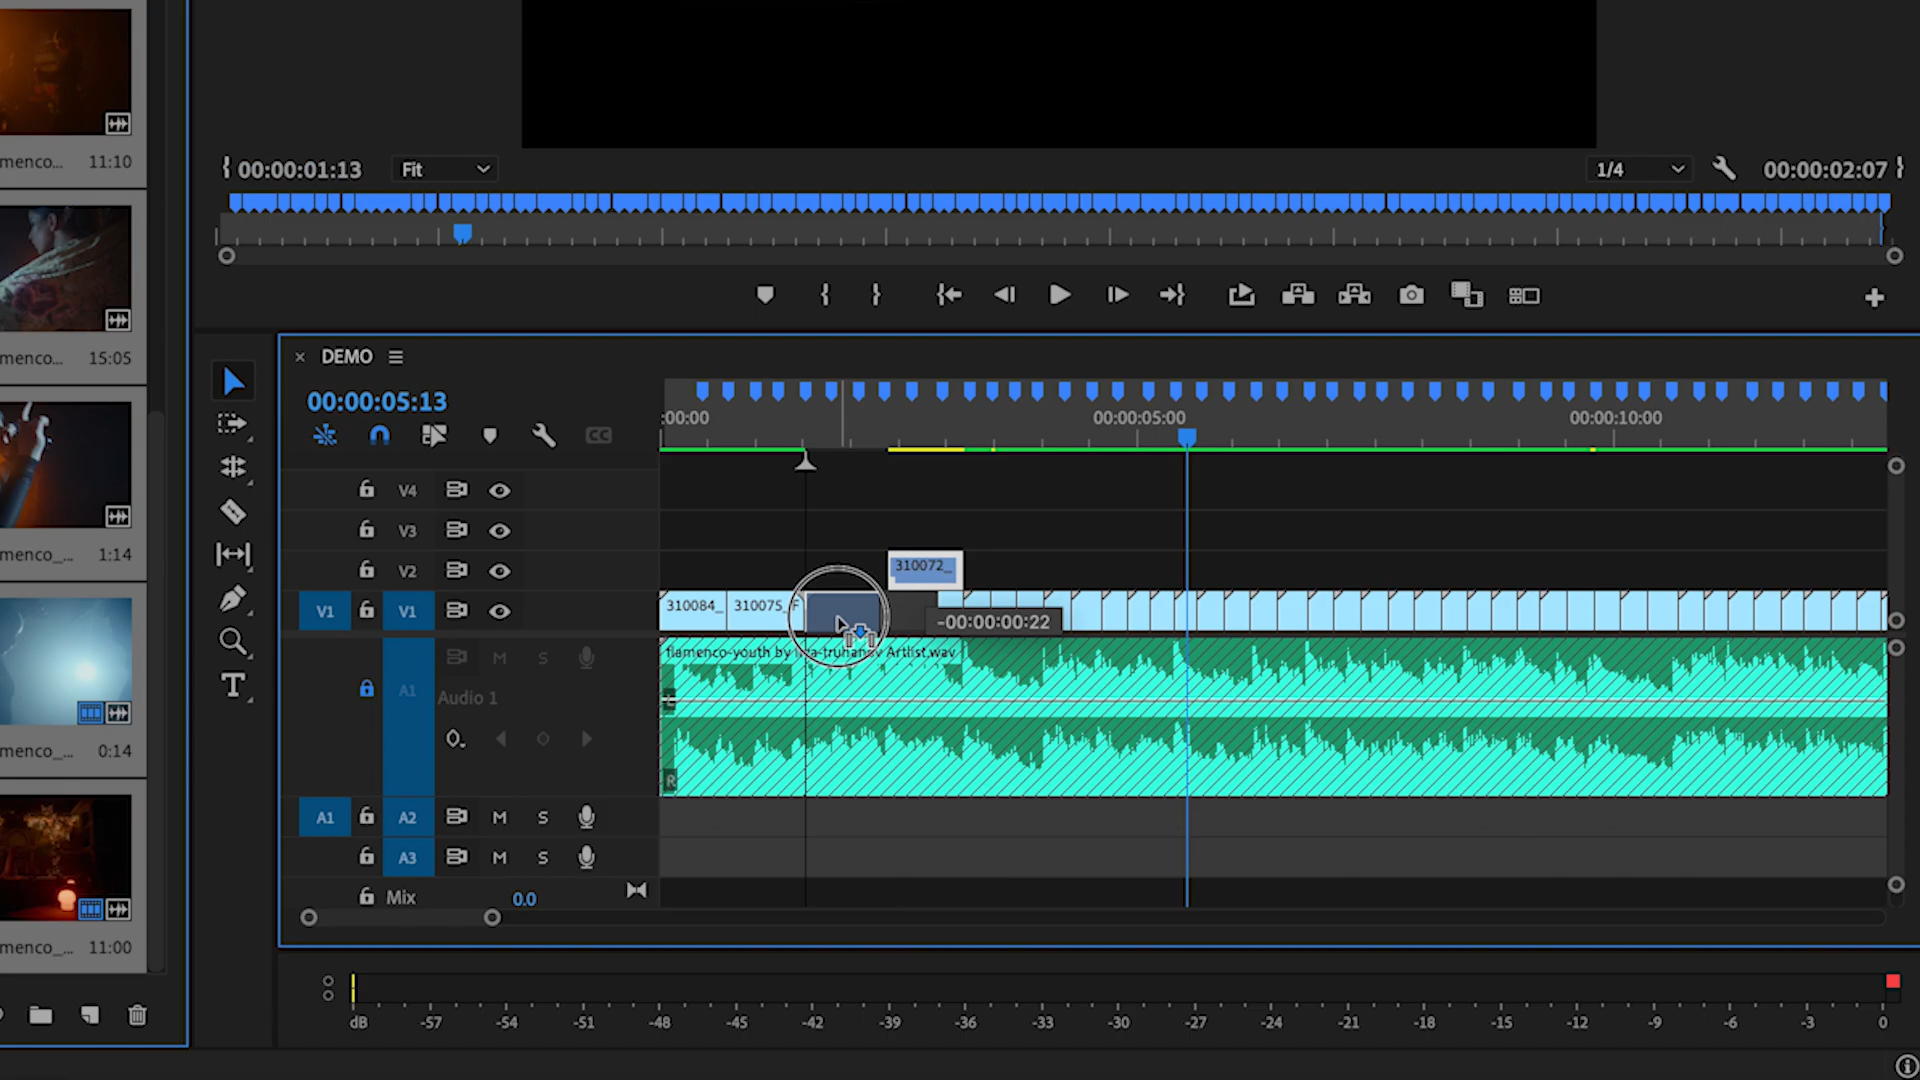 menco... 11:10
menco... 15:05
menco_... 1:14
menco... 0:14
menco_... 11:00
00:00:01:13 Fit 1/4 00:00:02:07
× DEMO
00:00:05:13
:00:00 00:00:05:00 00:00:10:00
CC
V4
V3
V2 310072_
V1 V1 310084_ 310075_F -00:00:00:22
flamenco-youth by truhanov Artlist.wav
A1 M S
Audio 1
L
R
A1 A2 M S
A3 M S
Mix 0.0
dB -57 -54 -51 -48 -45 -42 -39 -36 -33 -30 -27 -24 -21 -18 -15 -12 -9 -6 -3 0